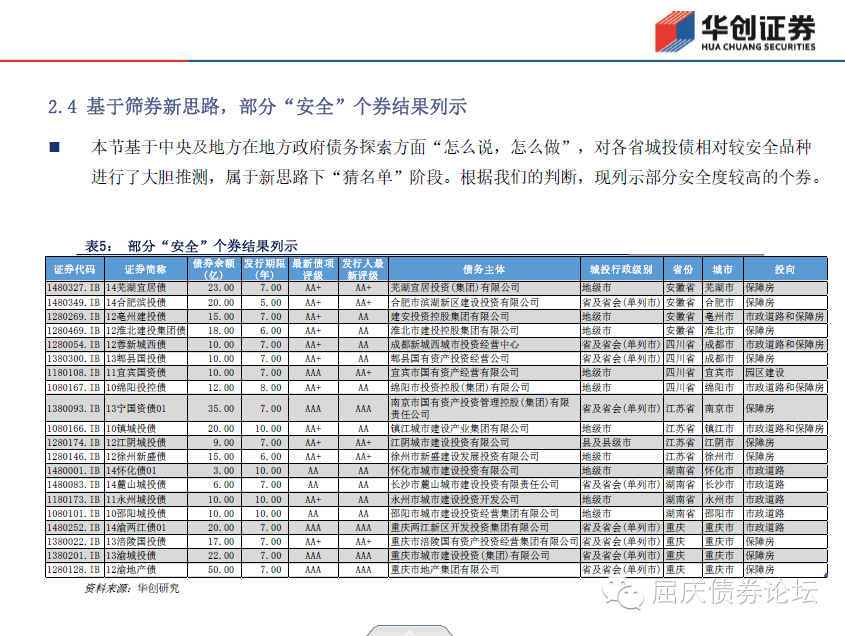 华创证券
HUA CHUANG SECURITIES
2.4 基于筛券新思路，部分“安全”个券结果列示
■ 本节基于中央及地方在地方政府债务探索方面“怎么说，怎么做”，对各省城投债相对较安全品种
进行了大胆推测，属于新思路下“猜名单”阶段。根据我们的判断，现列示部分安全度较高的个券。
表5： 部分“安全”个券结果列示
证券代码 证券简称 债券余额（亿） 发行期限（年） 最新债项评级 发行人最新评级 债务主体 城投行政级别 省份 城市 投向
1480327.IB 14芜湖宜居债 23.00 7.00 AA+ AA+ 芜湖宜居投资(集团)有限公司 地级市 安徽省 芜湖市 保障房
1480349.IB 14合肥滨投债 20.00 5.00 AA+ AA+ 合肥市滨湖新区建设投资有限公司 省及省会(单列市) 安徽省 合肥市 保障房
1280269.IB 12亳州建投债 15.00 7.00 AA+ AA 建安投资控股集团有限公司 地级市 安徽省 亳州市 市政道路和保障房
1280469.IB 12淮北建投集团债 18.00 6.00 AA+ AA 淮北市建投控股集团有限公司 地级市 安徽省 淮北市 保障房
1280054.IB 12蓉新城西债 10.00 7.00 AA+ AA 成都新城西城市投资经营中心 省及省会(单列市) 四川省 成都市 市政道路和保障房
1380300.IB 13郫县国投债 10.00 7.00 AA+ AA 郫县国有资产投资经营公司 省及省会(单列市) 四川省 成都市 保障房
1180108.IB 11宜宾国资债 10.00 7.00 AAA AA+ 宜宾市国有资产经营有限公司 地级市 四川省 宜宾市 园区建设
1080167.IB 10绵阳投控债 12.00 8.00 AA+ AA 绵阳市投资控股(集团)有限公司 地级市 四川省 绵阳市 市政道路和保障房
1380093.IB 13宁国资债01 35.00 7.00 AAA AAA 南京市国有资产投资管理控股(集团)有限责任公司 省及省会(单列市) 江苏省 南京市 保障房
1080166.IB 10镇城投债 20.00 10.00 AA+ AA 镇江城市建设产业集团有限公司 地级市 江苏省 镇江市 市政道路和保障房
1280174.IB 12江阴城投债 9.00 7.00 AA+ AA+ 江阴城市建设投资有限公司 县及县级市 江苏省 江阴市 保障房
1280146.IB 12徐州新盛债 15.00 6.00 AA+ AA+ 徐州市新盛建设发展投资有限公司 地级市 江苏省 徐州市 保障房
1480001.IB 14怀化债01 3.00 10.00 AA AA 怀化市城市建设投资有限公司 地级市 湖南省 怀化市 市政道路
1480083.IB 14麓山城投债 6.00 7.00 AA AA 长沙市麓山城市建设投资有限责任公司 省及省会(单列市) 湖南省 长沙市 市政道路
1180173.IB 11永州城投债 10.00 10.00 AA+ AA 永州市城市建设投资开发公司 地级市 湖南省 永州市 市政道路
1080101.IB 10邵阳城投债 10.00 10.00 AA AA 邵阳市城市建设投资经营集团有限公司 地级市 湖南省 邵阳市 市政道路
1480252.IB 14渝两江债01 20.00 7.00 AAA AAA 重庆两江新区开发投资集团有限公司 省及省会(单列市) 重庆 重庆市 市政道路
1380022.IB 13涪陵国投债 17.00 7.00 AA+ AA+ 重庆市涪陵国有资产投资经营集团有限公司 省及省会(单列市) 重庆 重庆市 保障房
1380201.IB 13渝城投债 22.00 7.00 AAA AAA 重庆市城市建设投资(集团)有限公司 省及省会(单列市) 重庆 重庆市 保障房
1280128.IB 12渝地产债 50.00 7.00 AAA AAA 重庆市地产集团有限公司 省及省会(单列市) 重庆 重庆市 保障房
资料来源：华创研究
屈庆债券论坛